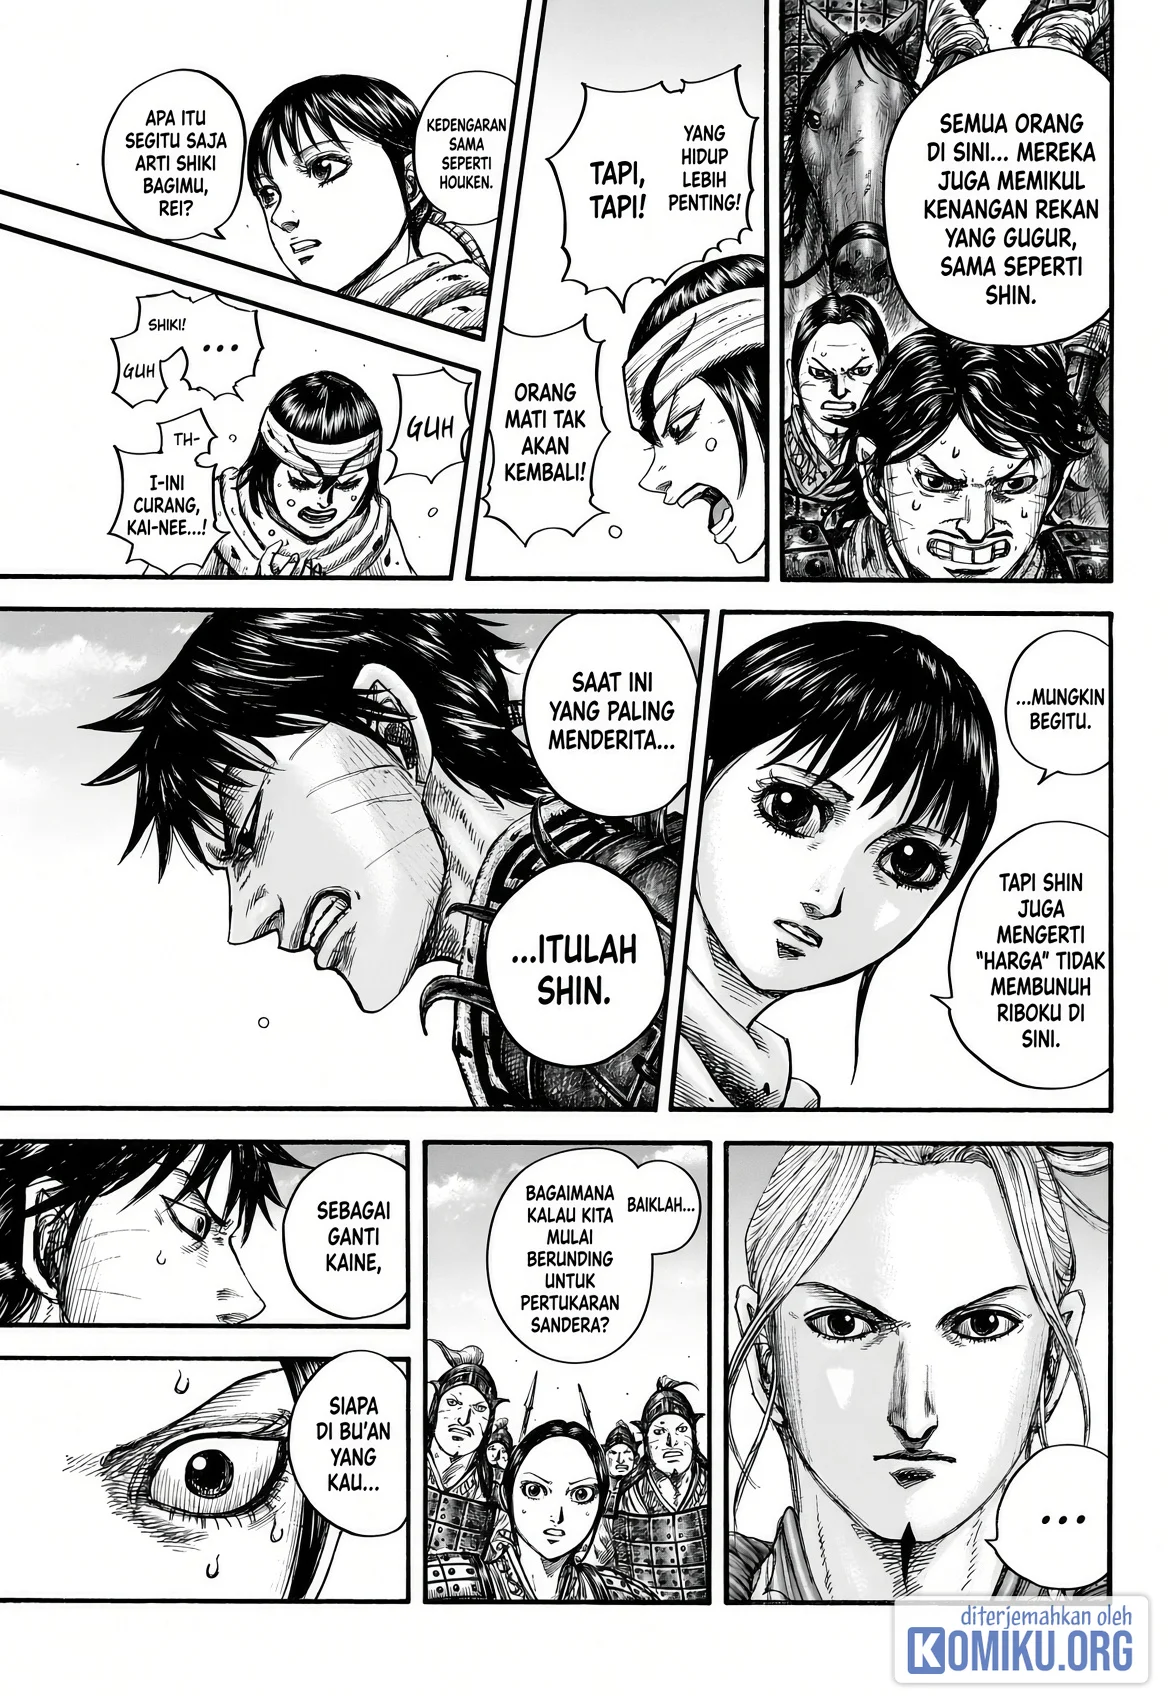 SEMUA ORANG
DI SINI... MEREKA
JUGA MEMIKUL
KENANGAN REKAN
YANG GUGUR,
SAMA SEPERTI
SHIN.
YANG
HIDUP
LEBIH
PENTING!
TAPI,
TAPI!
ORANG
MATI TAK
AKAN
KEMBALI!
KEDENGARAN
SAMA
SEPERTI
HOUKEN.
APA ITU
SEGITU SAJA
ARTI SHIKI
BAGIMU,
REI?
GUH
SHIKI!
...
GUH
TH-
I-INI
CURANG,
KAI-NEE...!
...MUNGKIN
BEGITU.
TAPI SHIN
JUGA
MENGERTI
“HARGA” TIDAK
MEMBUNUH
RIBOKU DI
SINI.
SAAT INI
YANG PALING
MENDERITA...
...ITULAH
SHIN.
...
BAIKLAH...
BAGAIMANA
KALAU KITA
MULAI
BERUNDING
UNTUK
PERTUKARAN
SANDERA?
SEBAGAI
GANTI
KAINE,
SIAPA
DI BU'AN
YANG
KAU...
diterjemahkan oleh
KOMIKU.ORG